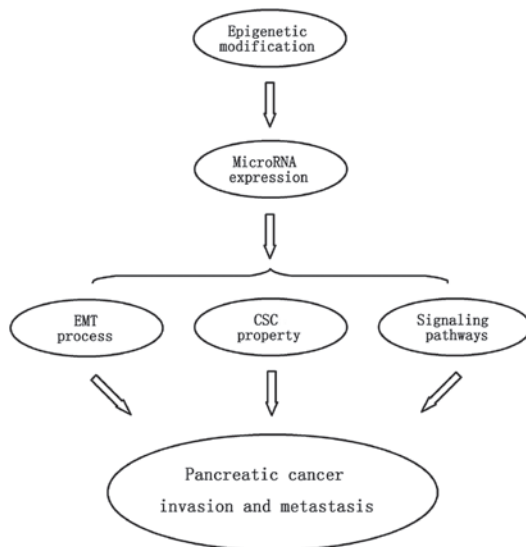 Epigenetic
modification
MicroRNA
expression
EMT
process
CSC
property
Signaling
pathways
Pancreatic cancer
invasion and metastasis